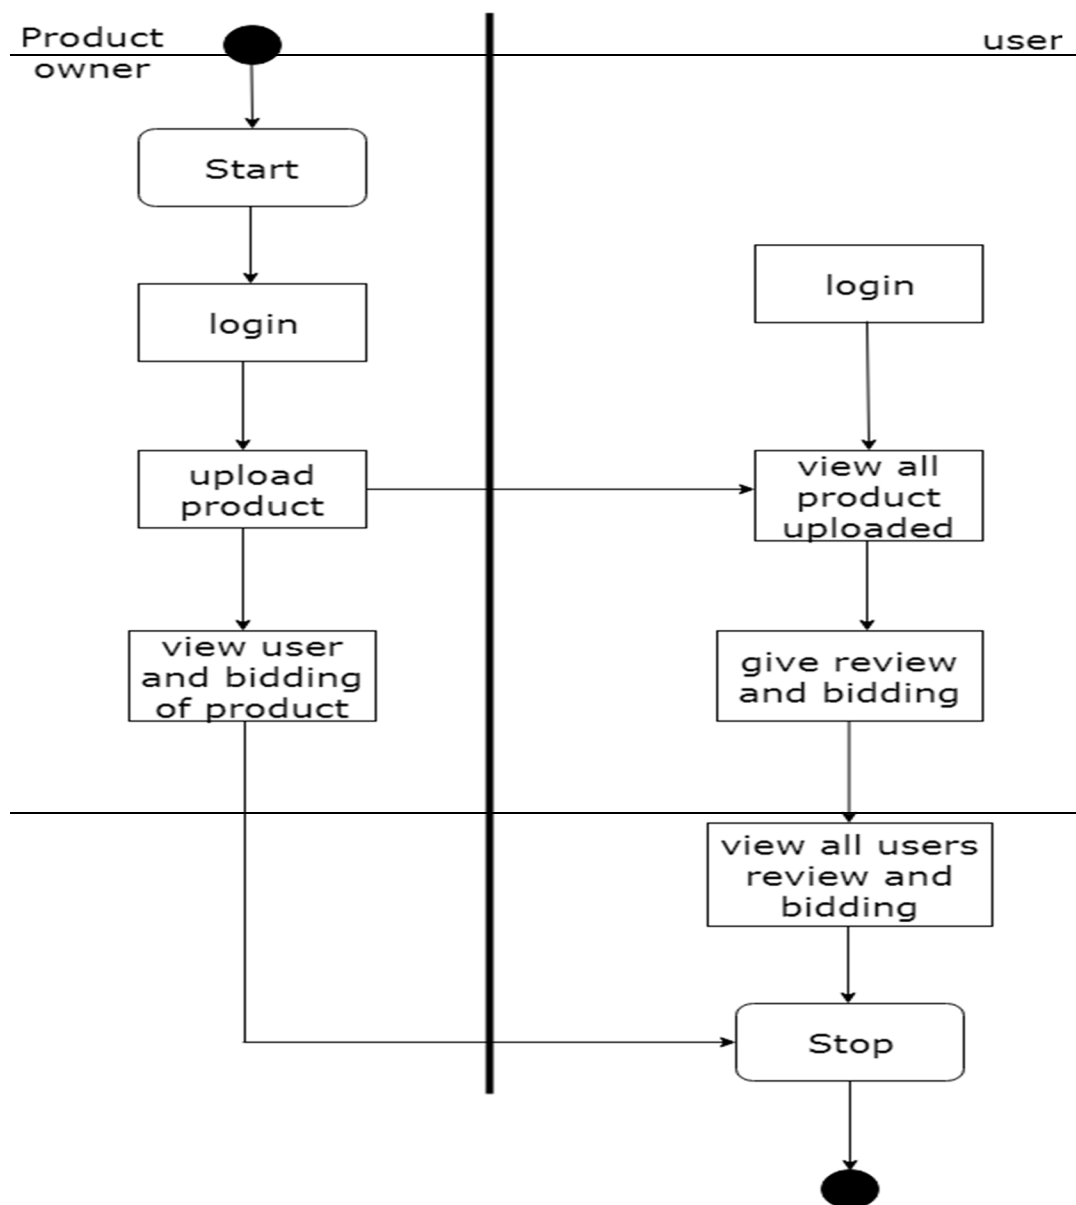 Product
owner
user
Start
login
upload
product
view user
and bidding
of product
login
view all
product
uploaded
give review
and bidding
view all users
review and
bidding
Stop